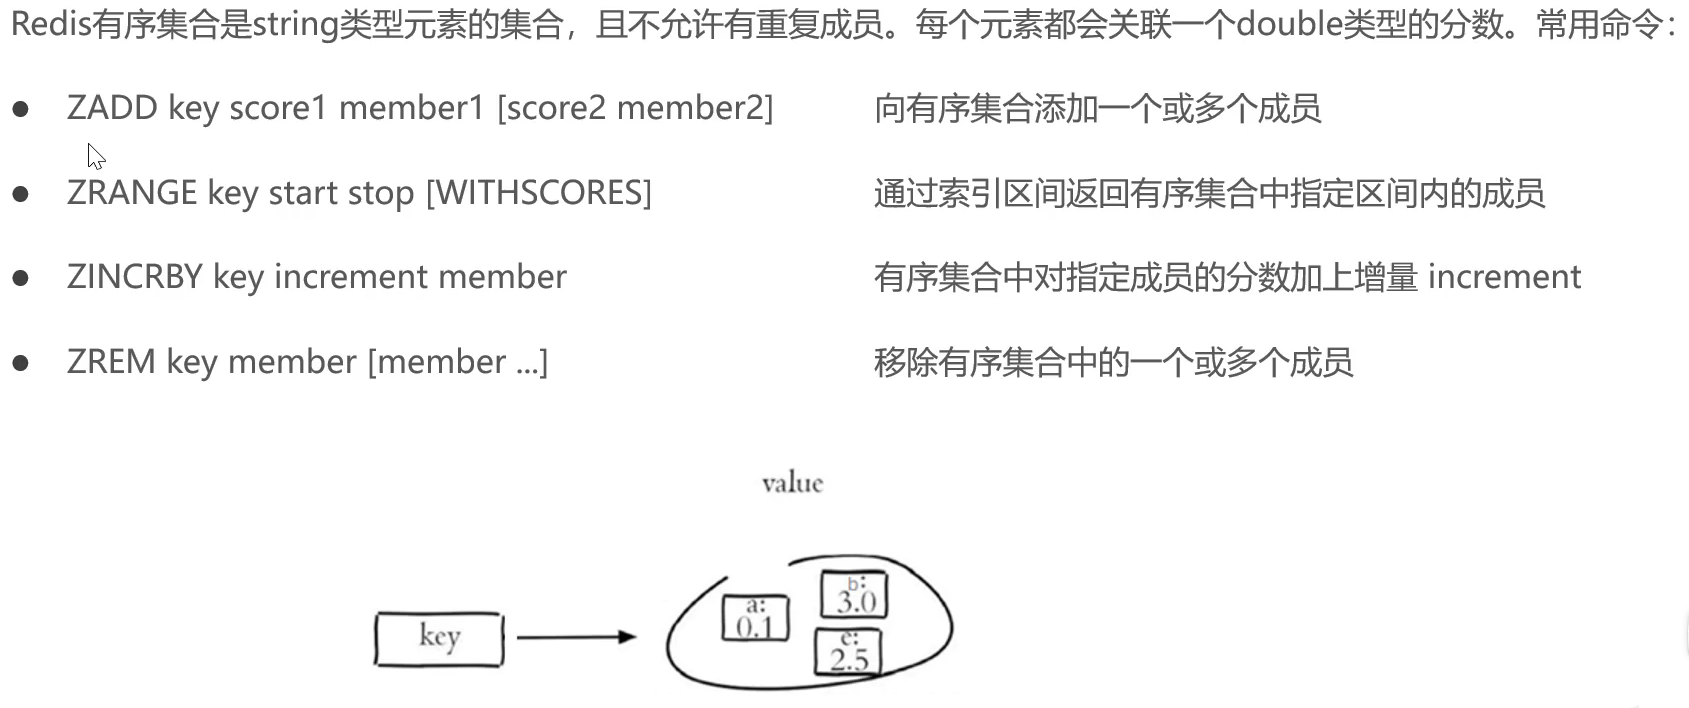 Redis有序集合是string类型元素的集合，且不允许有重复成员。每个元素都会关联一个double类型的分数。常用命令：
● ZADD key score1 member1 [score2 member2] 向有序集合添加一个或多个成员
● ZRANGE key start stop [WITHSCORES] 通过索引区间返回有序集合中指定区间内的成员
● ZINCRBY key increment member 有序集合中对指定成员的分数加上增量 increment
● ZREM key member [member ...] 移除有序集合中的一个或多个成员
value
key
a:
0.1
b:
3.0
c:
2.5